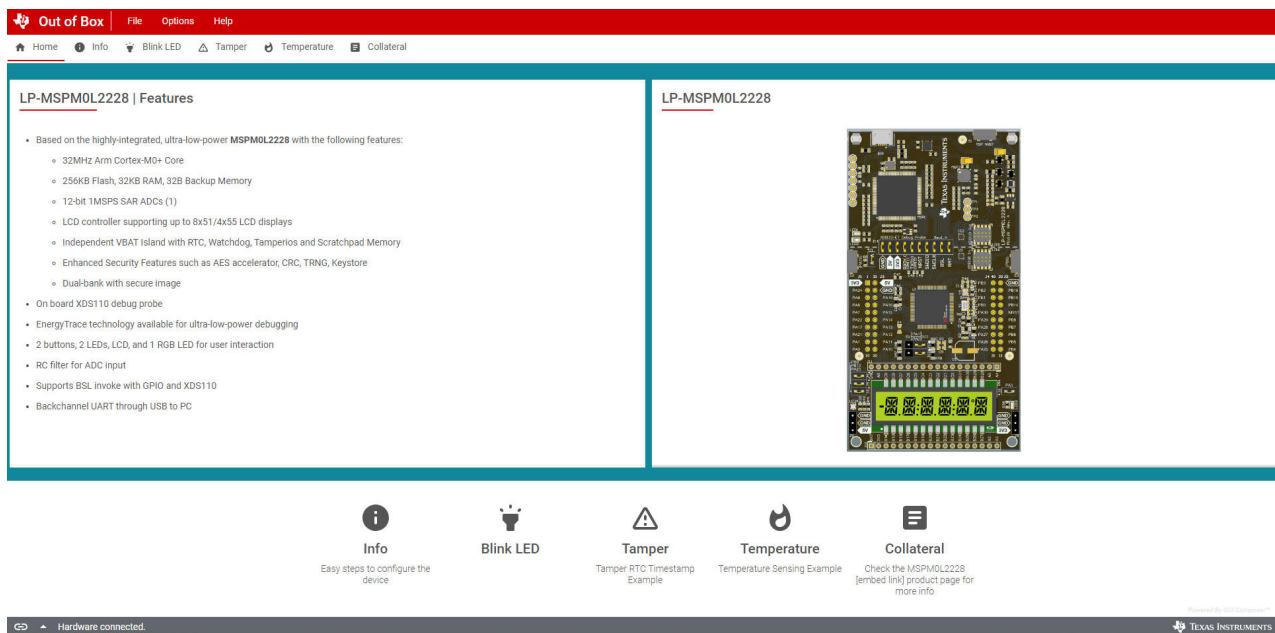 Out of Box File Options Help
Home Info Blink LED Tamper Temperature Collateral
LP-MSPM0L2228 | Features
• Based on the highly-integrated, ultra-low-power MSPM0L2228 with the following features:
32MHz Arm Cortex-M0+ Core
256KB Flash, 32KB RAM, 32B Backup Memory
12-bit 1MSPS SAR ADCs (1)
LCD controller supporting up to 8x51/4x55 LCD displays
Independent VBAT Island with RTC, Watchdog, Tamperios and Scratchpad Memory
Enhanced Security Features such as AES accelerator, CRC, TRNG, Keystore
Dual-bank with secure image
• On board XDS110 debug probe
• EnergyTrace technology available for ultra-low-power debugging
• 2 buttons, 2 LEDs, LCD, and 1 RGB LED for user interaction
• RC filter for ADC input
• Supports BSL invoke with GPIO and XDS110
• Backchannel UART through USB to PC
LP-MSPM0L2228
TEXAS INSTRUMENTS
LP-MSPM0L2228
Info
Easy steps to configure the
device
Blink LED
Tamper
Tamper RTC Timestamp
Example
Temperature
Temperature Sensing Example
Collateral
Check the MSPM0L2228
[embed link] product page for
more info
Powered By GUI Composer™
Hardware connected.
TEXAS INSTRUMENTS